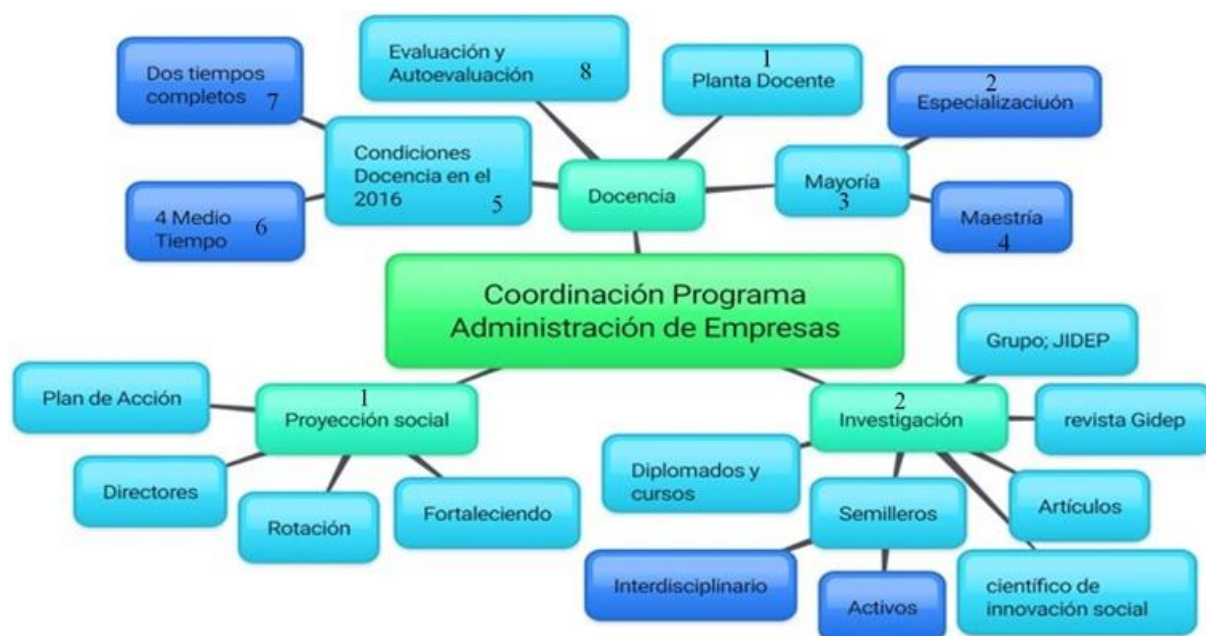 Evaluación y
Autoevaluación 8
1
Planta Docente
Dos tiempos
completos 7
2
Especializaciuón
Condiciones
Docencia en el
2016 5
Docencia
Mayoría
3
4 Medio
Tiempo 6
Maestría
4
Coordinación Programa
Administración de Empresas
Grupo; JIDEP
Plan de Acción
1
Proyección social
2
Investigación
revista Gidep
Diplomados y
cursos
Directores
Rotación
Fortaleciendo
Semilleros
Artículos
Interdisciplinario
Activos
científico de
innovación social